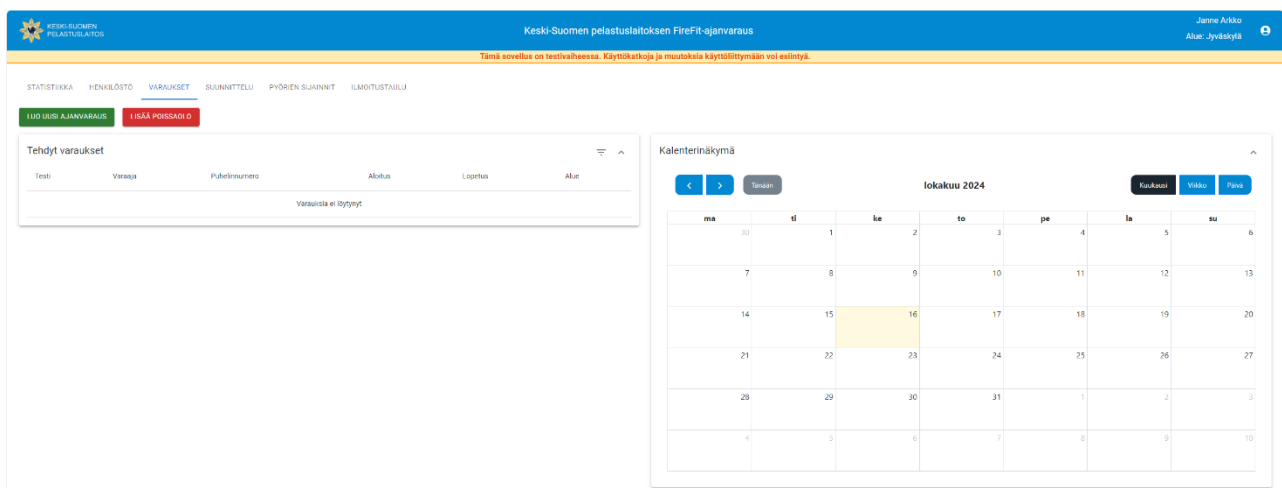 KESKI-SUOMEN
PELASTUSLAITOS
Keski-Suomen pelastuslaitoksen FireFit-ajanvaraus
Janne Arkko
Alue: Jyväskylä
Tämä sovellus on testivaiheessa. Käyttökatkoja ja muutoksia käyttöliittymään voi esiintyä.
STATISTIIKKA HENKILÖSTÖ VARAUKSET SUUNNITTELU PYÖRIEN SIJAINNIT ILMOITUSTAULU
LUO UUSI AJANVARAUS LISÄÄ POISSAOLO
Tehdyt varaukset
Testi Varaaja Puhelinnumero Aloitus Lopetus Alue
Varauksia ei löytynyt
Kalenterinäkymä
Tänään lokakuu 2024 Kuukausi Viikko Päivä
ma ti ke to pe la su
30 1 2 3 4 5 6
7 8 9 10 11 12 13
14 15 16 17 18 19 20
21 22 23 24 25 26 27
28 29 30 31 1 2 3
4 5 6 7 8 9 10